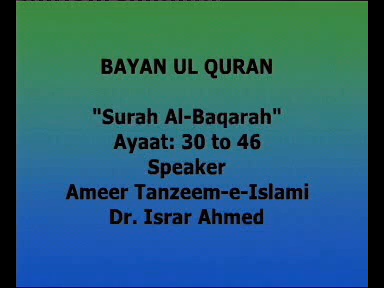 BAYAN UL QURAN
"Surah Al-Baqarah"
Ayaat: 30 to 46
Speaker
Ameer Tanzeem-e-Islami
Dr. Israr Ahmed